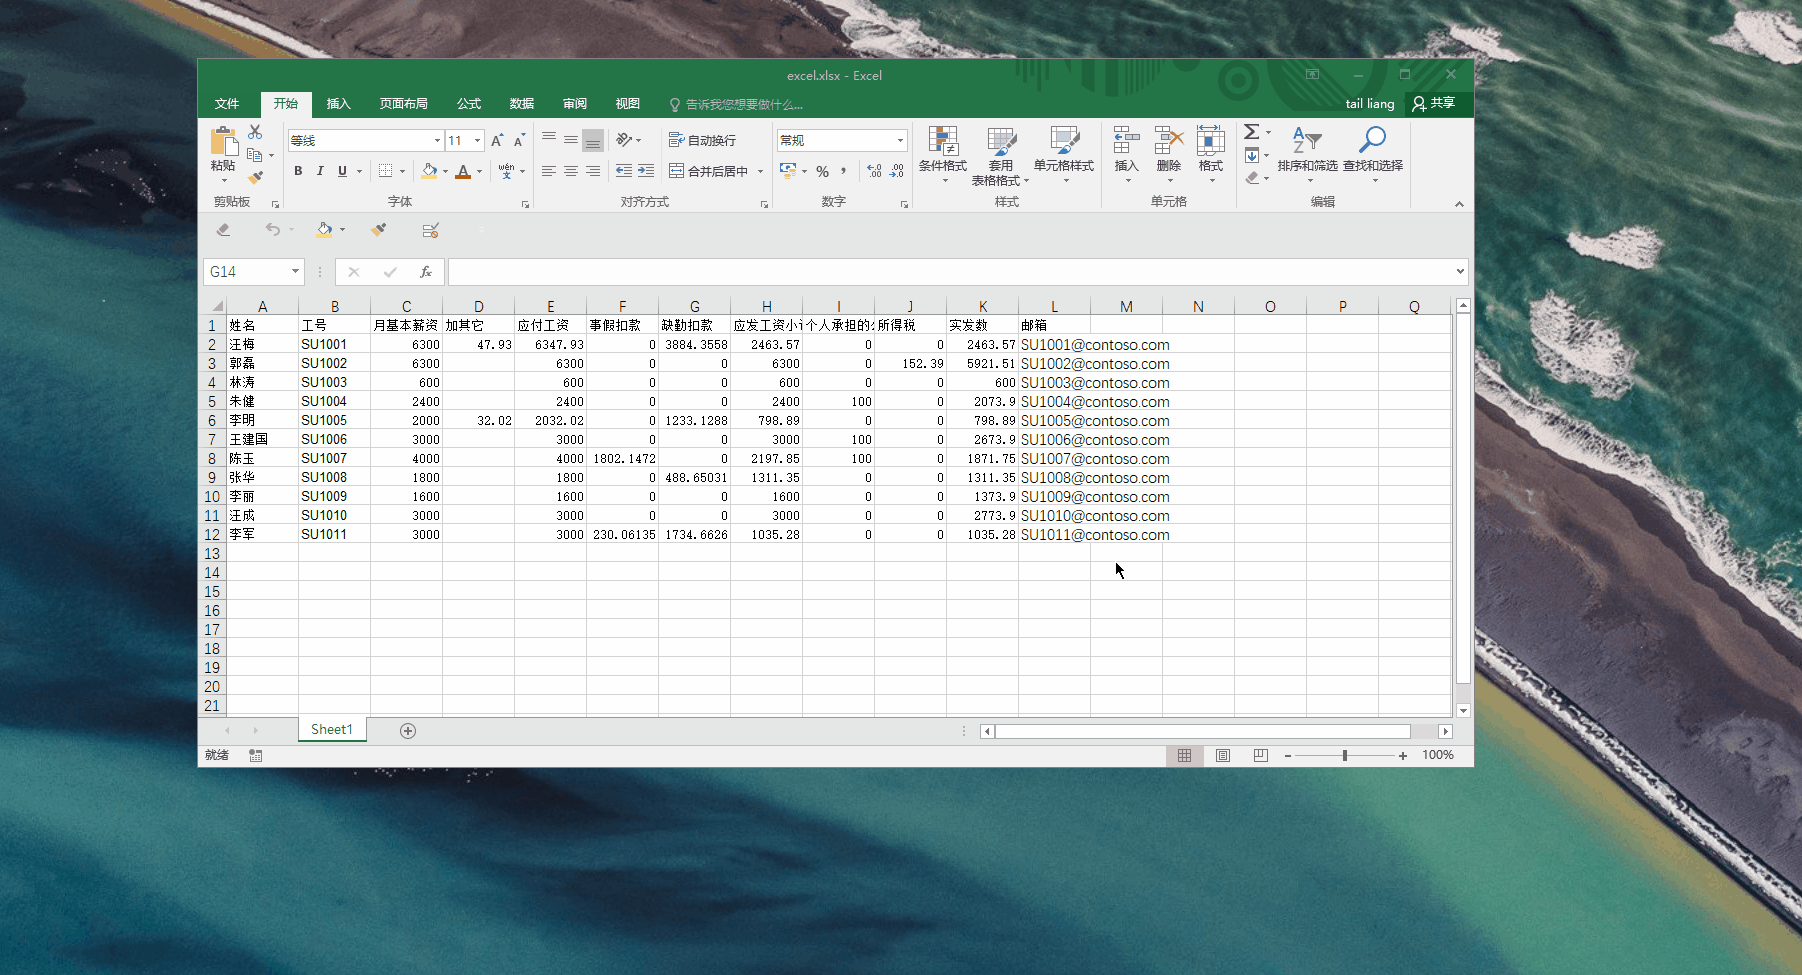 excel.xlsx - Excel
文件 开始 插入 页面布局 公式 数据 审阅 视图 告诉我您想要做什么... tail liang 共享
粘贴 等线 11 自动换行 常规 条件格式 套用 表格格式 单元格样式 插入 删除 格式 排序和筛选 查找和选择
B I U wén 文 合并后居中 % ,
剪贴板 字体 对齐方式 数字 样式 单元格 编辑
G14 fx
A B C D E F G H I J K L M N O P Q
1 姓名 工号 月基本薪资 加其它 应付工资 事假扣款 缺勤扣款 应发工资小 个人承担的 所得税 实发数 邮箱
2 汪梅 SU1001 6300 47.93 6347.93 0 3884.3558 2463.57 0 0 2463.57 SU1001@contoso.com
3 郭磊 SU1002 6300 6300 0 0 6300 0 152.39 5921.51 SU1002@contoso.com
4 林涛 SU1003 600 600 0 0 600 0 0 600 SU1003@contoso.com
5 朱健 SU1004 2400 2400 0 0 2400 100 0 2073.9 SU1004@contoso.com
6 李明 SU1005 2000 32.02 2032.02 0 1233.1288 798.89 0 0 798.89 SU1005@contoso.com
7 王建国 SU1006 3000 3000 0 0 3000 100 0 2673.9 SU1006@contoso.com
8 陈玉 SU1007 4000 4000 1802.1472 0 2197.85 100 0 1871.75 SU1007@contoso.com
9 张华 SU1008 1800 1800 0 488.65031 1311.35 0 0 1311.35 SU1008@contoso.com
10 李丽 SU1009 1600 1600 0 0 1600 0 0 1373.9 SU1009@contoso.com
11 汪成 SU1010 3000 3000 0 0 3000 0 0 2773.9 SU1010@contoso.com
12 李军 SU1011 3000 3000 230.06135 1734.6626 1035.28 0 0 1035.28 SU1011@contoso.com
13
14
15
16
17
18
19
20
21
Sheet1
就绪 100%